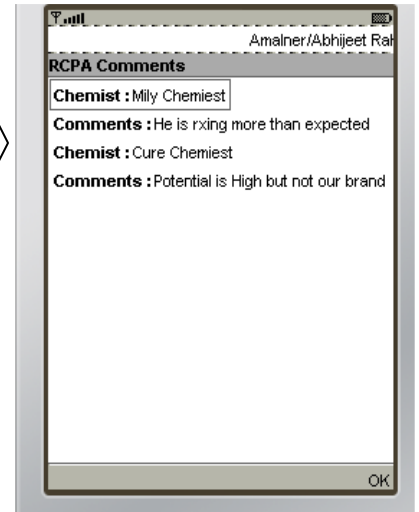 Amalner/Abhijeet Rah
RCPA Comments
Chemist : Mily Chemiest
Comments : He is rxing more than expected
Chemist : Cure Chemiest
Comments : Potential is High but not our brand
OK